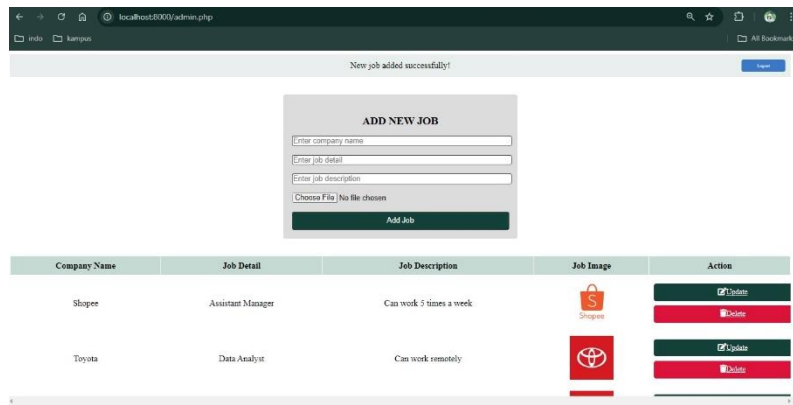 localhost:8000/admin.php
indo
kampus
All Bookmark
New job added successfully!
Logout
ADD NEW JOB
Enter company name
Enter job detail
Enter job description
Choose File No file chosen
Add Job
Company Name Job Detail Job Description Job Image Action
Shopee Assistant Manager Can work 5 times a week
S
Shopee
Update
Delete
Toyota Data Analyst Can work remotely
Update
Delete